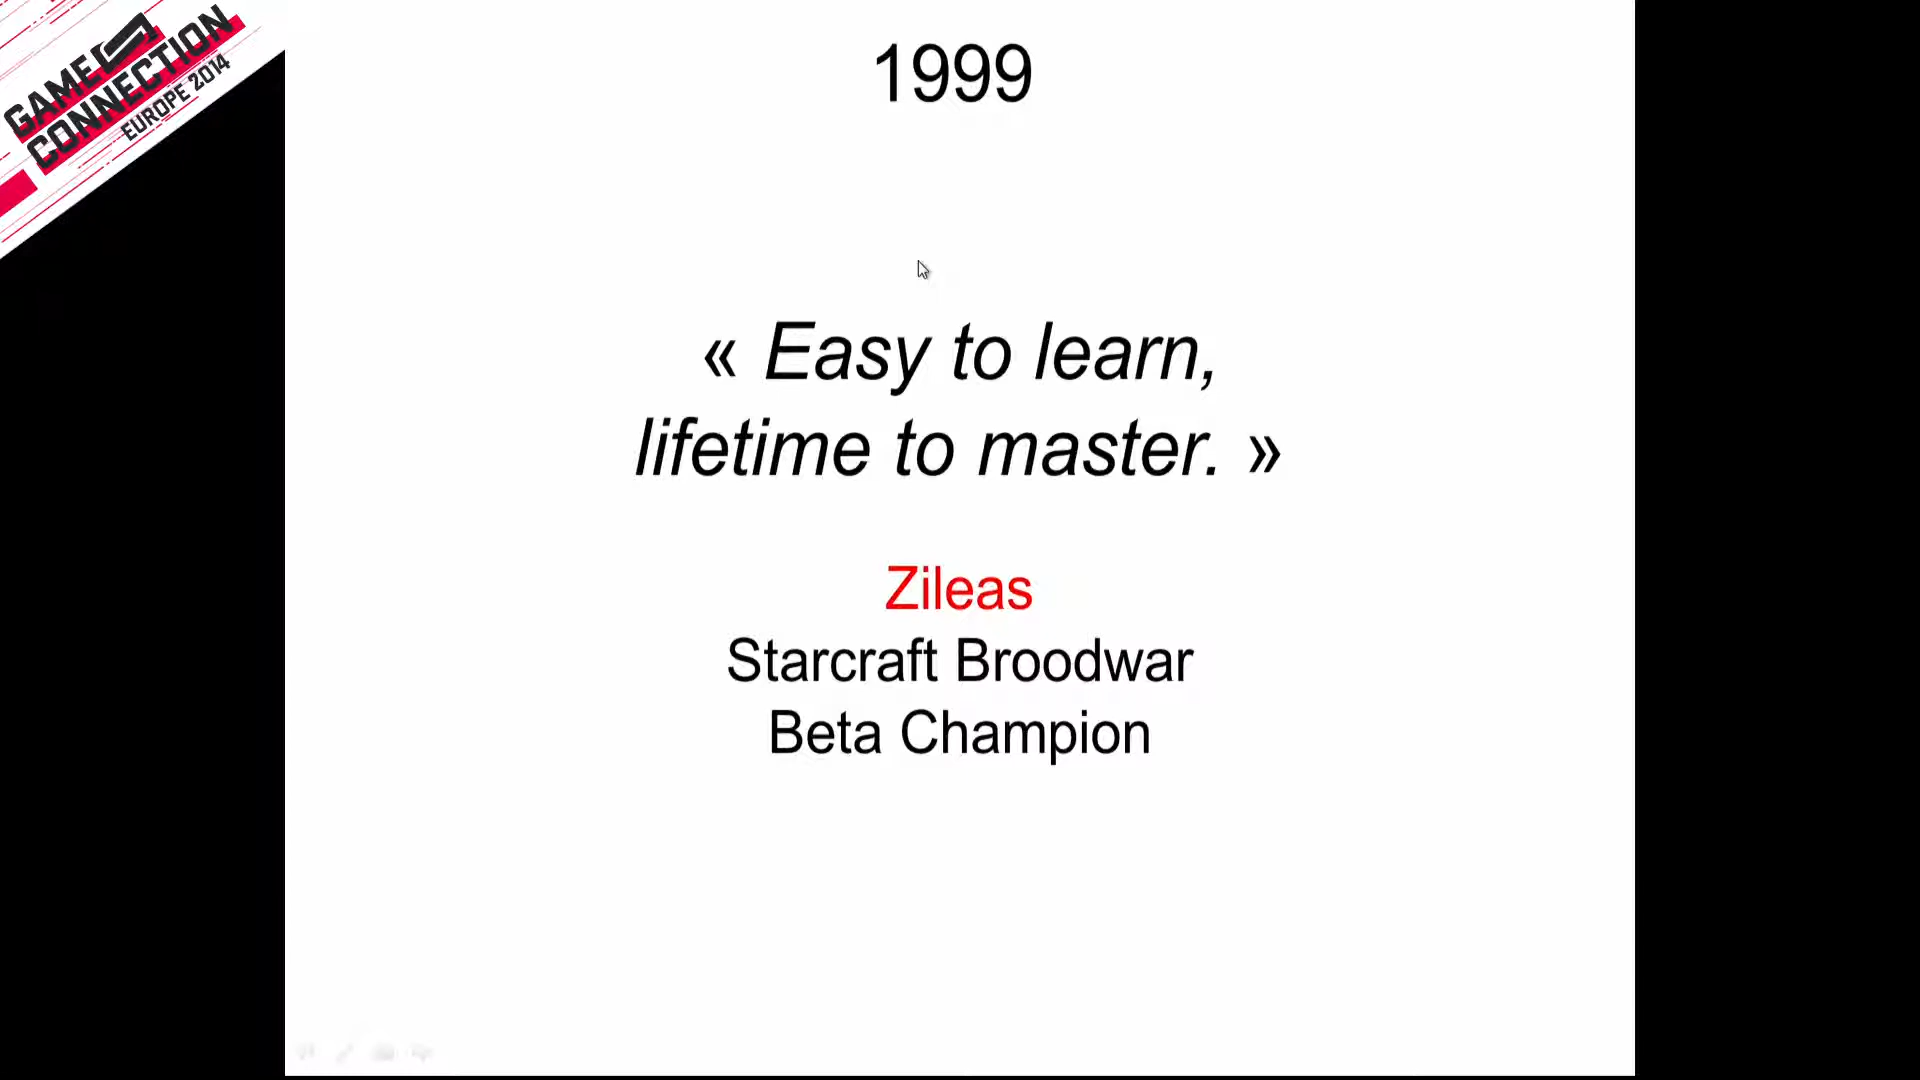 GAME
CONNECTION
EUROPE 2014
1999
« Easy to learn,
lifetime to master. »
Zileas
Starcraft Broodwar
Beta Champion